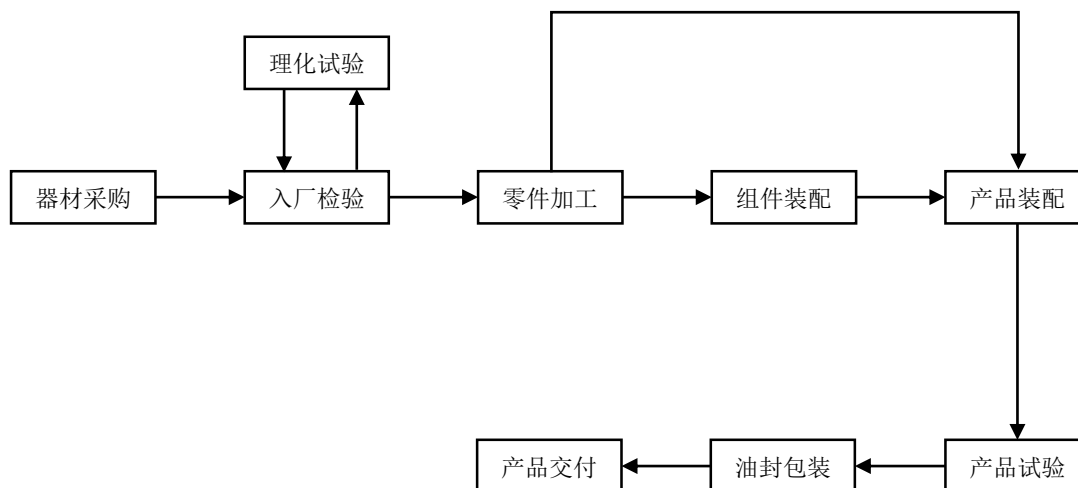 理化试验
器材采购
入厂检验
零件加工
组件装配
产品装配
产品交付
油封包装
产品试验